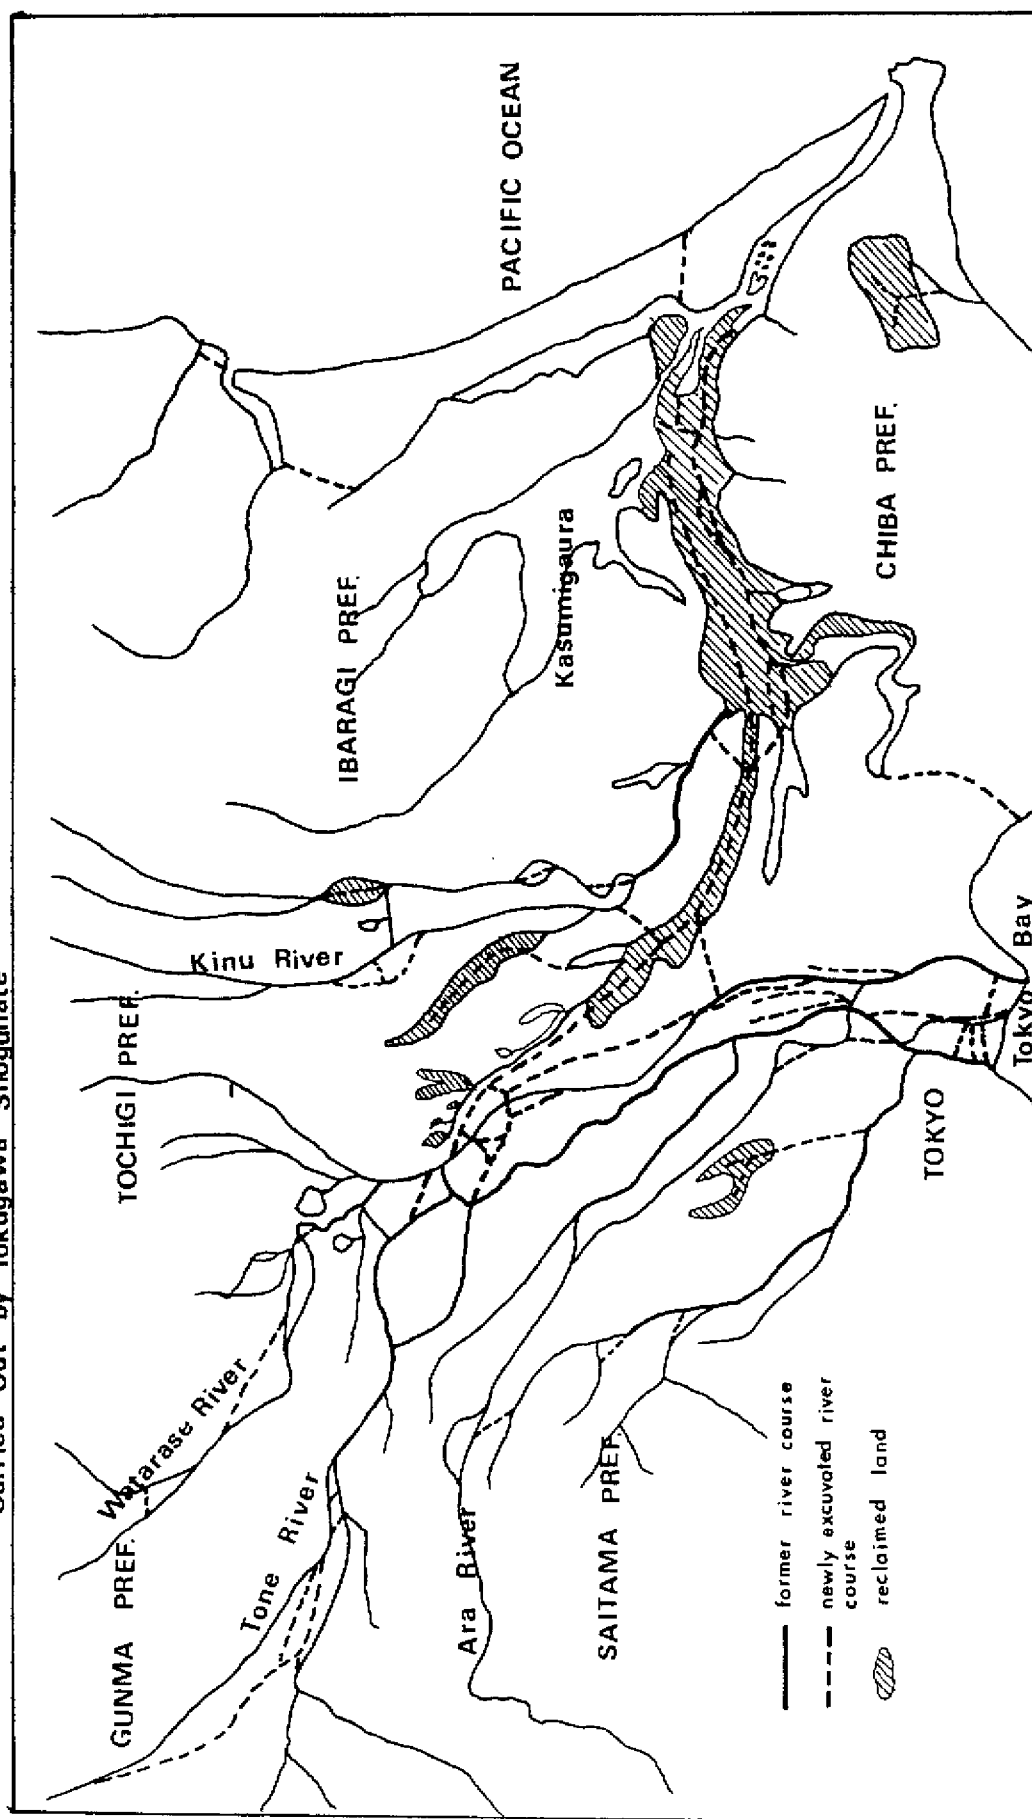 Carried Out by Tokugawa Shogunate
GUNMA PREF.
TOCHIGI PREF.
Watarase River
Kinu River
Tone River
IBARAGI PREF.
PACIFIC OCEAN
Ara River
Kasumigaura
SAITAMA PREF.
CHIBA PREF.
TOKYO
Tokyo Bay
former river course
newly excuvated river
course
reclaimed land